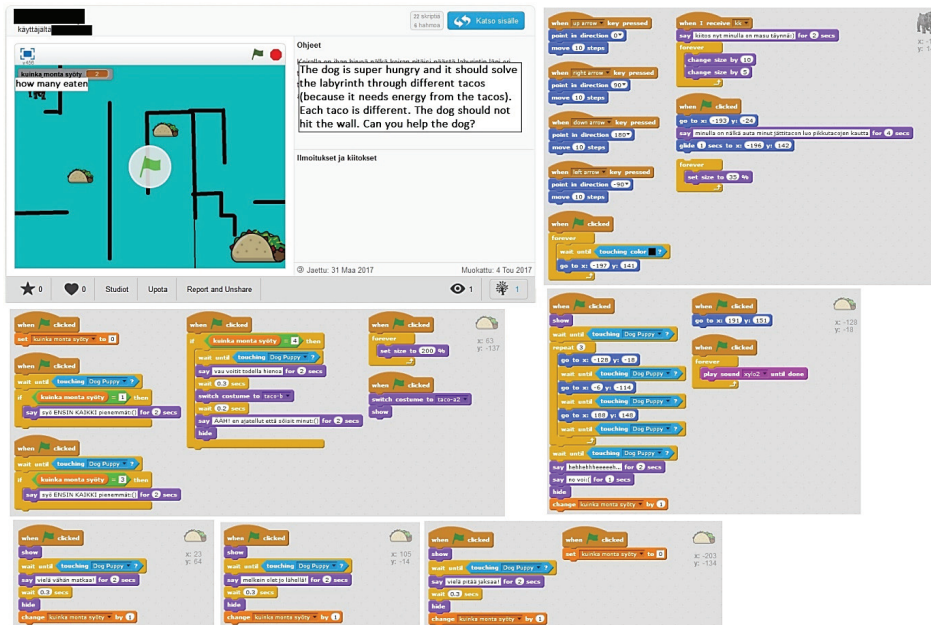 käyttäjältä
22 skriptiä
6 hahmoa
Katso sisälle
v456
kuinka monta syöty 2
how many eaten
Ohjeet
The dog is super hungry and it should solve
the labyrinth through different tacos
(because it needs energy from the tacos).
Each taco is different. The dog should not
hit the wall. Can you help the dog?
Ilmoitukset ja kiitokset
Jaettu: 31 Maa 2017
Muokattu: 4 Tou 2017
0
0
Studiot
Upota
Report and Unshare
1
1
when up arrow key pressed
point in direction 0
move 10 steps
when right arrow key pressed
point in direction 90
move 10 steps
when down arrow key pressed
point in direction 180
move 10 steps
when left arrow key pressed
point in direction -90
move 10 steps
when clicked
forever
wait until touching color ?
go to x: -197 y: 141
when I receive kk
say kiitos nyt minulla on masu täynnä:) for 2 secs
forever
change size by 10
change size by 5
when clicked
go to x: -193 y: -24
say minulla on nälkä auta minut jättitacon luo pikkutacojen kautta for 4 secs
glide 1 secs to x: -196 y: 142
forever
set size to 35 %
when clicked
set kuinka monta syöty to 0
when clicked
wait until touching Dog Puppy ?
if kuinka monta syöty = 1 then
say syö ENSIN KAIKKI pienemmät:() for 2 secs
when clicked
wait until touching Dog Puppy ?
if kuinka monta syöty = 3 then
say syö ENSIN KAIKKI pienemmät:() for 2 secs
when clicked
if kuinka monta syöty = 4 then
wait until touching Dog Puppy ?
say vau voitit todella hienoa for 2 secs
wait 0.3 secs
switch costume to taco-b
wait 0.2 secs
say AAH! en ajatellut että söisit minut:() for 2 secs
hide
when clicked
forever
set size to 200 %
when clicked
switch costume to taco-a2
show
x: 63
y: -137
when clicked
show
wait until touching Dog Puppy ?
repeat 3
go to x: -128 y: -18
wait until touching Dog Puppy ?
go to x: -6 y: -114
wait until touching Dog Puppy ?
go to x: 188 y: 148
wait until touching Dog Puppy ?
wait until touching Dog Puppy ?
say for 2 secs
say no voi:( for 1 secs
hide
change kuinka monta syöty by 1
when clicked
go to x: 191 y: 151
when clicked
forever
play sound xylo2 until done
x: -128
y: -18
when clicked
show
wait until touching Dog Puppy ?
say vielä vähän matkaa! for 2 secs
wait 0.3 secs
hide
change kuinka monta syöty by 1
x: 23
y: 64
when clicked
show
wait until touching Dog Puppy ?
say melkein olet jo lähellä! for 2 secs
wait 0.3 secs
hide
change kuinka monta syöty by 1
x: 105
y: -14
when clicked
show
wait until touching Dog Puppy ?
say vielä pitää jaksaa! for 2 secs
wait 0.3 secs
hide
change kuinka monta syöty by 1
when clicked
set kuinka monta syöty to 0
x: -203
y: -134